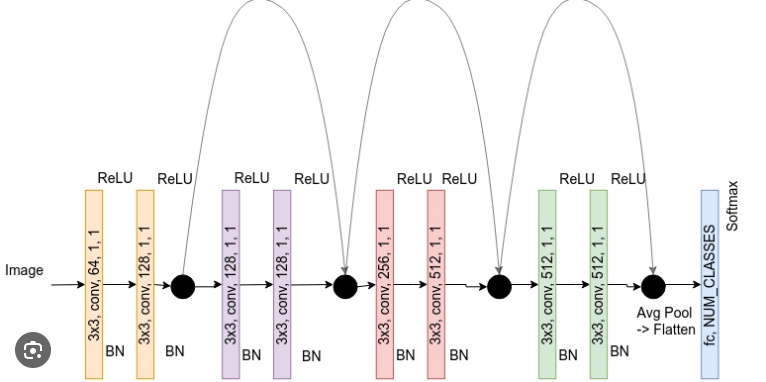 Image
3x3, conv, 64, 1, 1
BN
ReLU
3x3, conv, 128, 1, 1
BN
ReLU
3x3, conv, 128, 1, 1
BN
ReLU
3x3, conv, 128, 1, 1
BN
ReLU
3x3, conv, 256, 1, 1
BN
ReLU
3x3, conv, 512, 1, 1
BN
ReLU
3x3, conv, 512, 1, 1
BN
ReLU
3x3, conv, 512, 1, 1
BN
ReLU
Avg Pool
-> Flatten
fc, NUM_CLASSES
Softmax